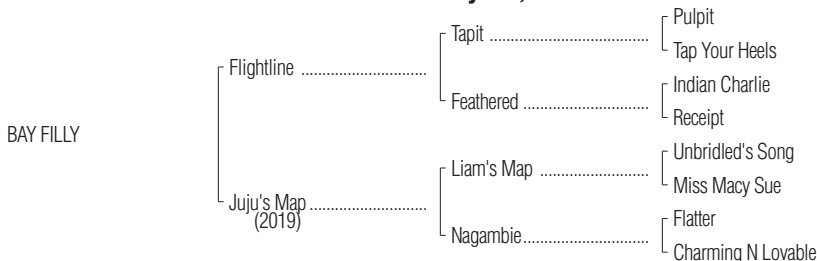 Pulpit
Tapit ................................................
Tap Your Heels
Flightline ......................................
Indian Charlie
Feathered .....................................
Receipt
BAY FILLY
Unbridled's Song
Liam's Map .................................
Miss Macy Sue
Juju's Map ...................................
(2019)
Flatter
Nagambie.....................................
Charming N Lovable